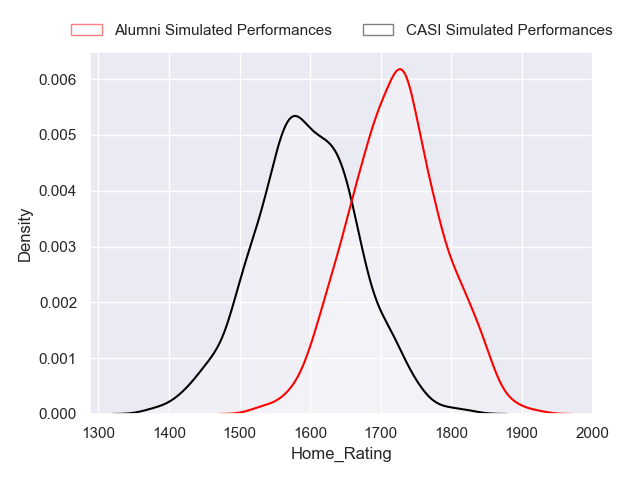 Alumni Simulated Performances CASI Simulated Performances
0.006
0.005
0.004
0.003
0.002
0.001
0.000
Density
1300 1400 1500 1600 1700 1800 1900 2000
Home_Rating